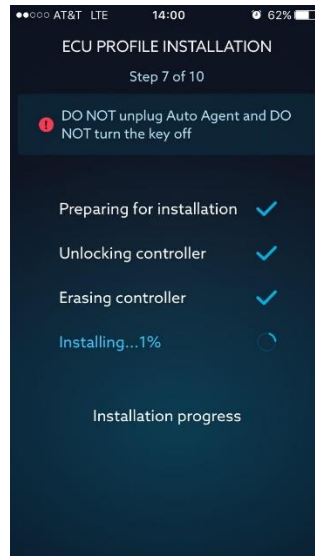 AT&T LTE 14:00 62%
ECU PROFILE INSTALLATION
Step 7 of 10
DO NOT unplug Auto Agent and DO
NOT turn the key off
Preparing for installation
Unlocking controller
Erasing controller
Installing...1%
Installation progress